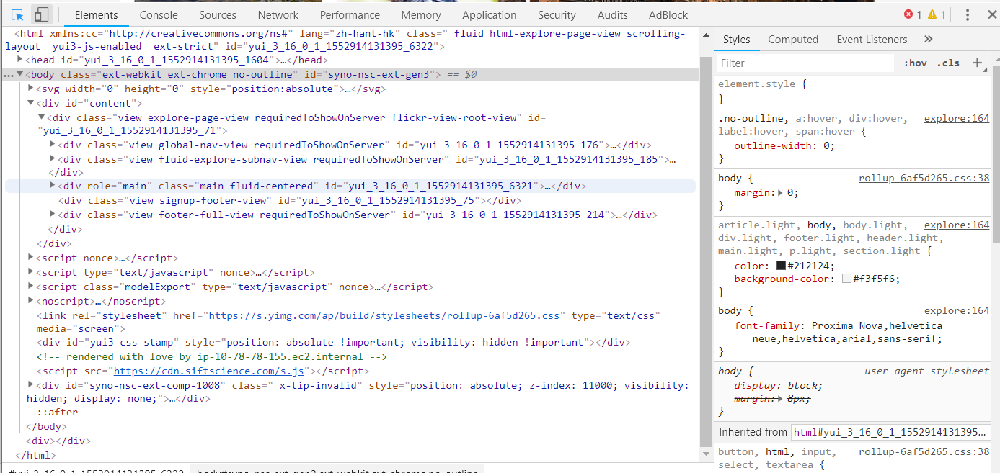 Elements Console Sources Network Performance Memory Application Security Audits AdBlock 1 1
<html xmlns:cc="http://creativecommons.org/ns#" lang="zh-hant-hk" class=" fluid html-explore-page-view scrolling-
layout  yui3-js-enabled  ext-strict" id="yui_3_16_0_1_1552914131395_6322">
<head id="yui_3_16_0_1_1552914131395_1604">…</head>
…<body class="ext-webkit ext-chrome no-outline" id="syno-nsc-ext-gen3"> == $0
<svg width="0" height="0" style="position:absolute">…</svg>
<div id="content">
<div class="view explore-page-view requiredToShowOnServer flickr-view-root-view" id=
"yui_3_16_0_1_1552914131395_71">
<div class="view global-nav-view requiredToShowOnServer" id="yui_3_16_0_1_1552914131395_176">…</div>
<div class="view fluid-explore-subnav-view requiredToShowOnServer" id="yui_3_16_0_1_1552914131395_185">…
</div>
<div role="main" class="main fluid-centered" id="yui_3_16_0_1_1552914131395_6321">…</div>
<div class="view signup-footer-view" id="yui_3_16_0_1_1552914131395_75"></div>
<div class="view footer-full-view requiredToShowOnServer" id="yui_3_16_0_1_1552914131395_214">…</div>
</div>
</div>
<script nonce>…</script>
<script type="text/javascript" nonce>…</script>
<script class="modelExport" type="text/javascript" nonce>…</script>
<noscript>…</noscript>
<link rel="stylesheet" href="https://s.yimg.com/ap/build/stylesheets/rollup-6af5d265.css" type="text/css"
media="screen">
<div id="yui3-css-stamp" style="position: absolute !important; visibility: hidden !important"></div>
<!-- rendered with love by ip-10-78-78-155.ec2.internal -->
<script src="https://cdn.siftscience.com/s.js"></script>
<div id="syno-nsc-ext-comp-1008" class=" x-tip-invalid" style="position: absolute; z-index: 11000; visibility:
hidden; display: none;">…</div>
::after
</body>
<div></div>
</html>
#yui_3_16_0_1_1552914131395_6322 body#syno-nsc-ext-gen3.ext-webkit.ext-chrome.no-outline
Styles Computed Event Listeners »
Filter :hov .cls +
element.style {
}
.no-outline, a:hover, div:hover, explore:164
label:hover, span:hover {
outline-width: 0;
}
body { rollup-6af5d265.css:38
margin: 0;
}
article.light, body, body.light, explore:164
div.light, footer.light, header.light,
main.light, p.light, section.light {
color: #212124;
background-color: #f3f5f6;
}
body { explore:164
font-family: Proxima Nova,helvetica
neue,helvetica,arial,sans-serif;
}
body { user agent stylesheet
display: block;
margin: 8px;
}
Inherited from html#yui_3_16_0_1_1552914131395…
button, html, input, rollup-6af5d265.css:38
select, textarea {